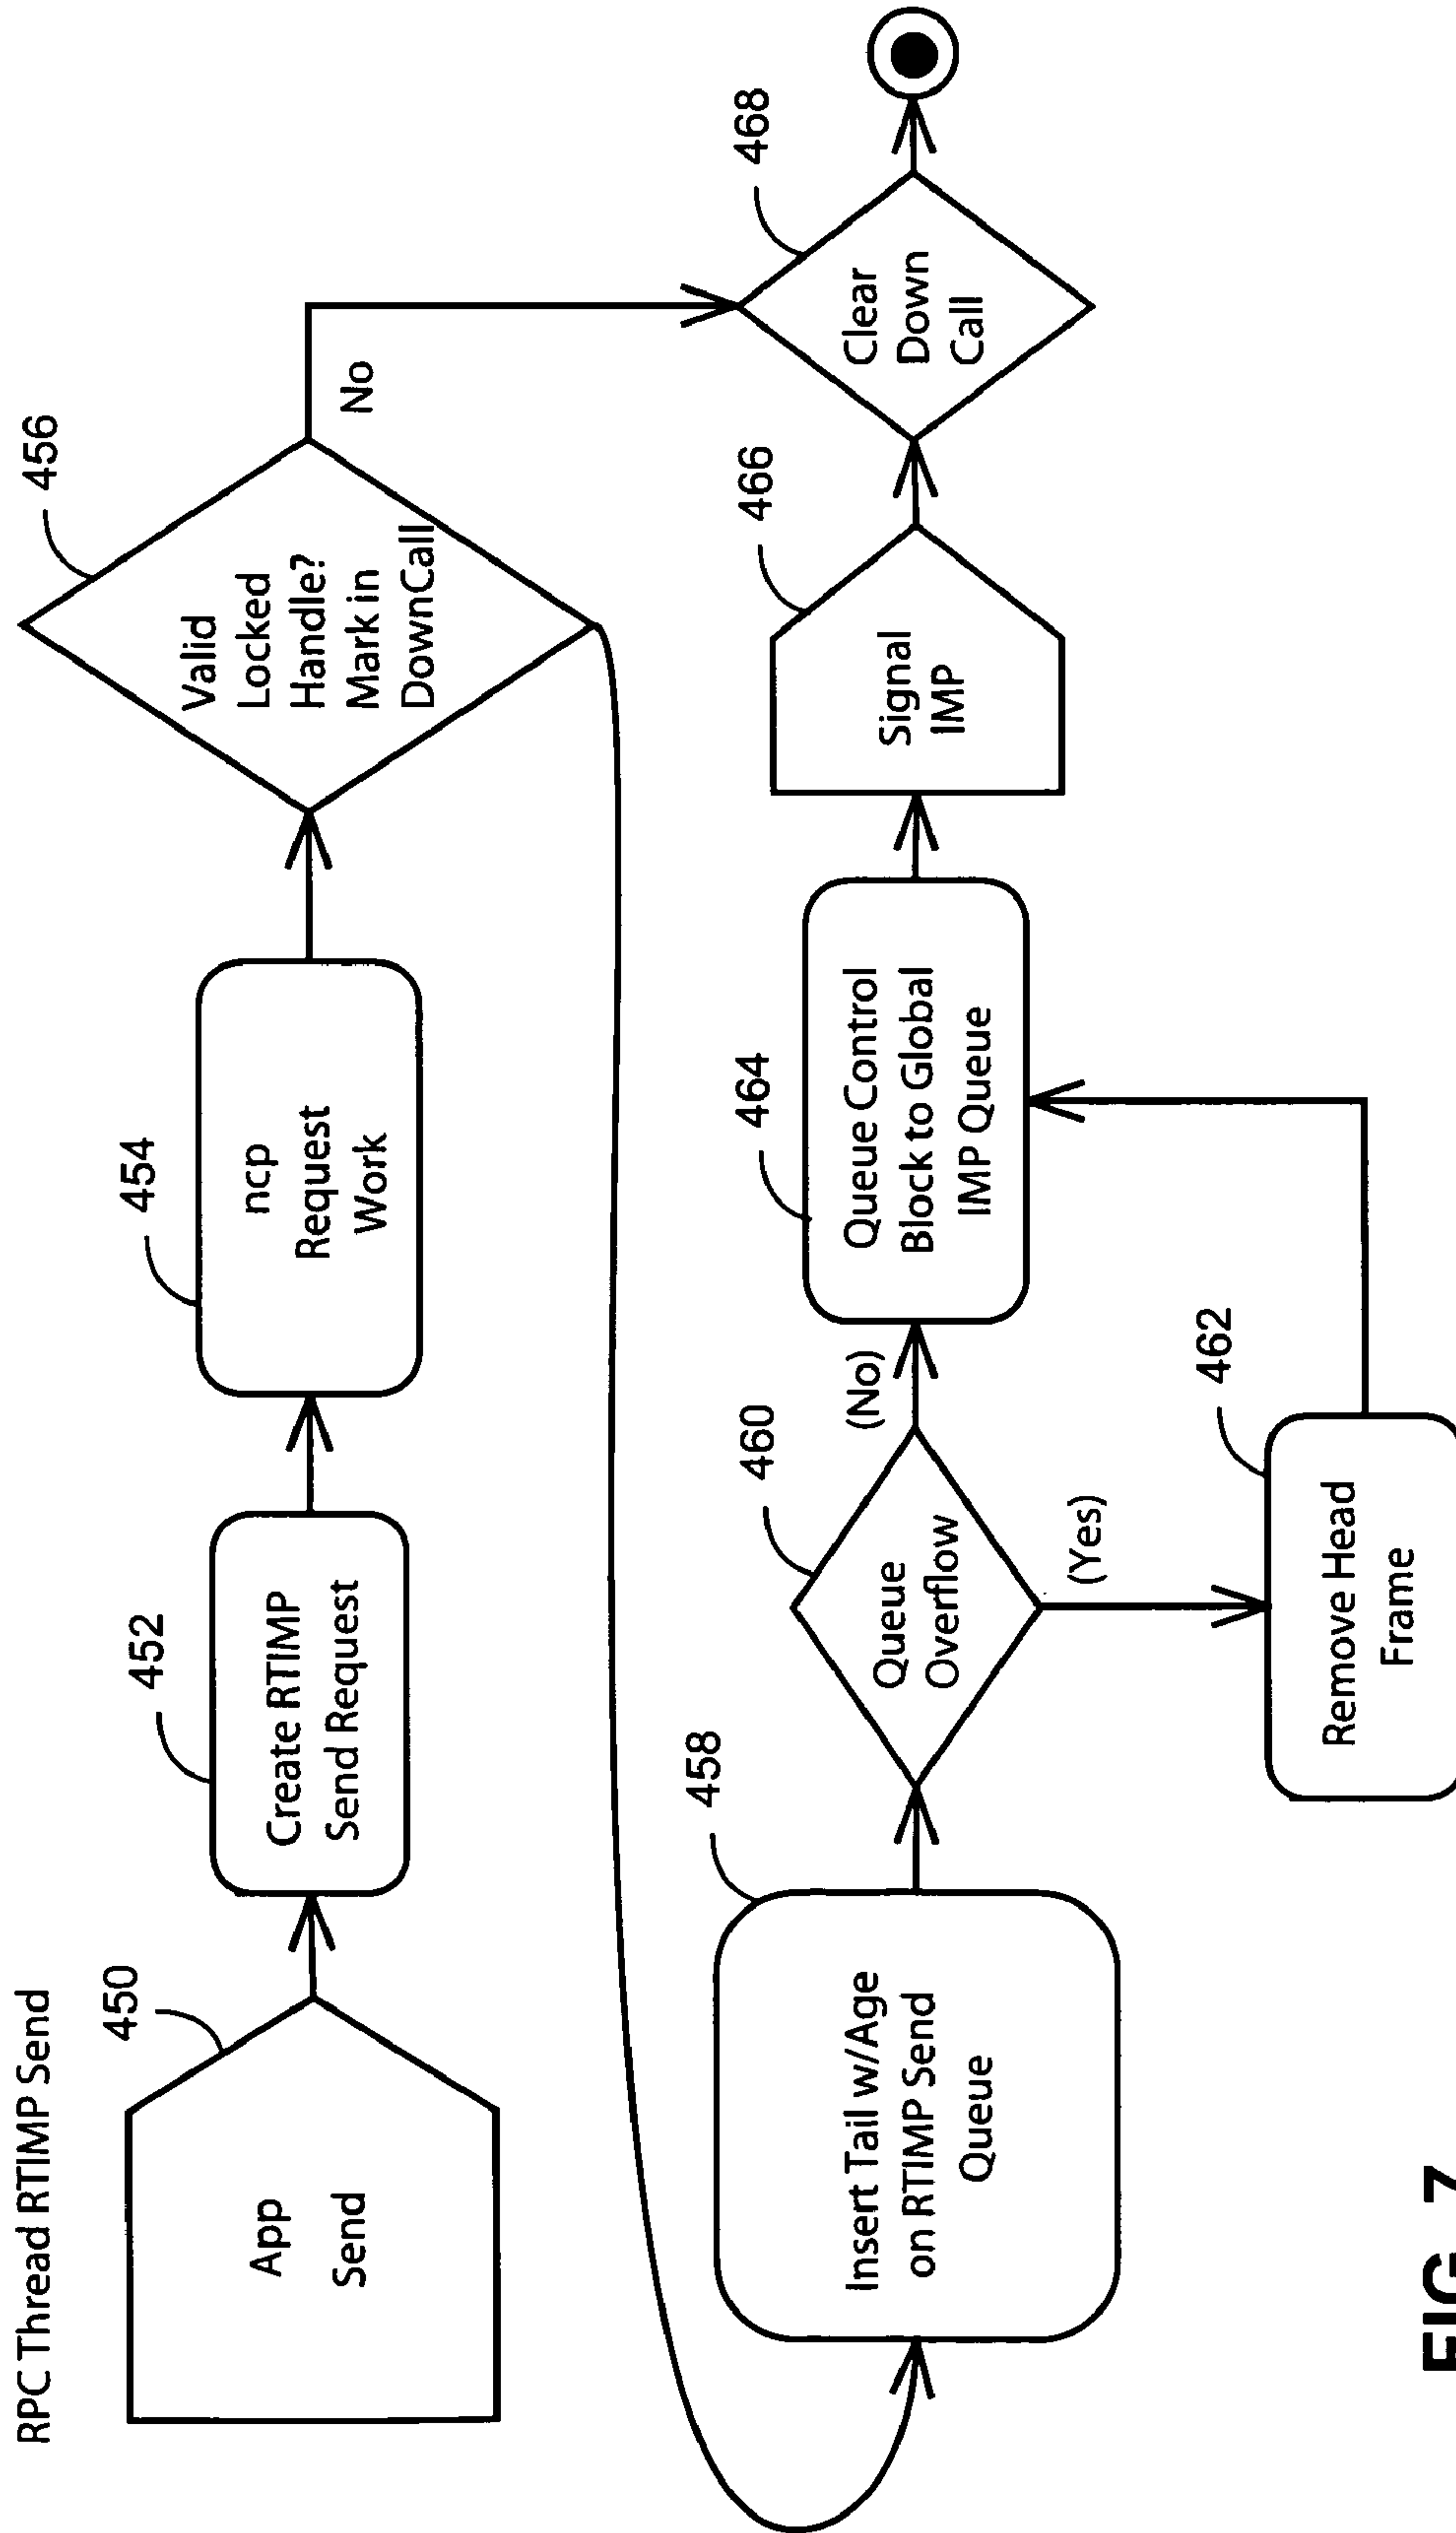 RPC Thread RTIMP Send
450
App
Send
452
Create RTIMP
Send Request
454
ncp
Request
Work
456
Valid
Locked
Handle?
Mark in
DownCall
No
458
Insert Tail w/Age
on RTIMP Send
Queue
460
Queue
Overflow
(No)
(Yes)
462
Remove Head
Frame
464
Queue Control
Block to Global
IMP Queue
466
Signal
IMP
468
Clear
Down
Call
FIG. 7